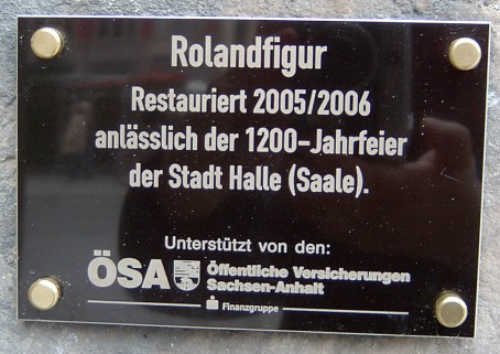 Rolandfigur
Restauriert 2005/2006
anlässlich der 1200-Jahrfeier
der Stadt Halle (Saale).
Unterstützt von den:
ÖSA Öffentliche Versicherungen
Sachsen-Anhalt
Finanzgruppe